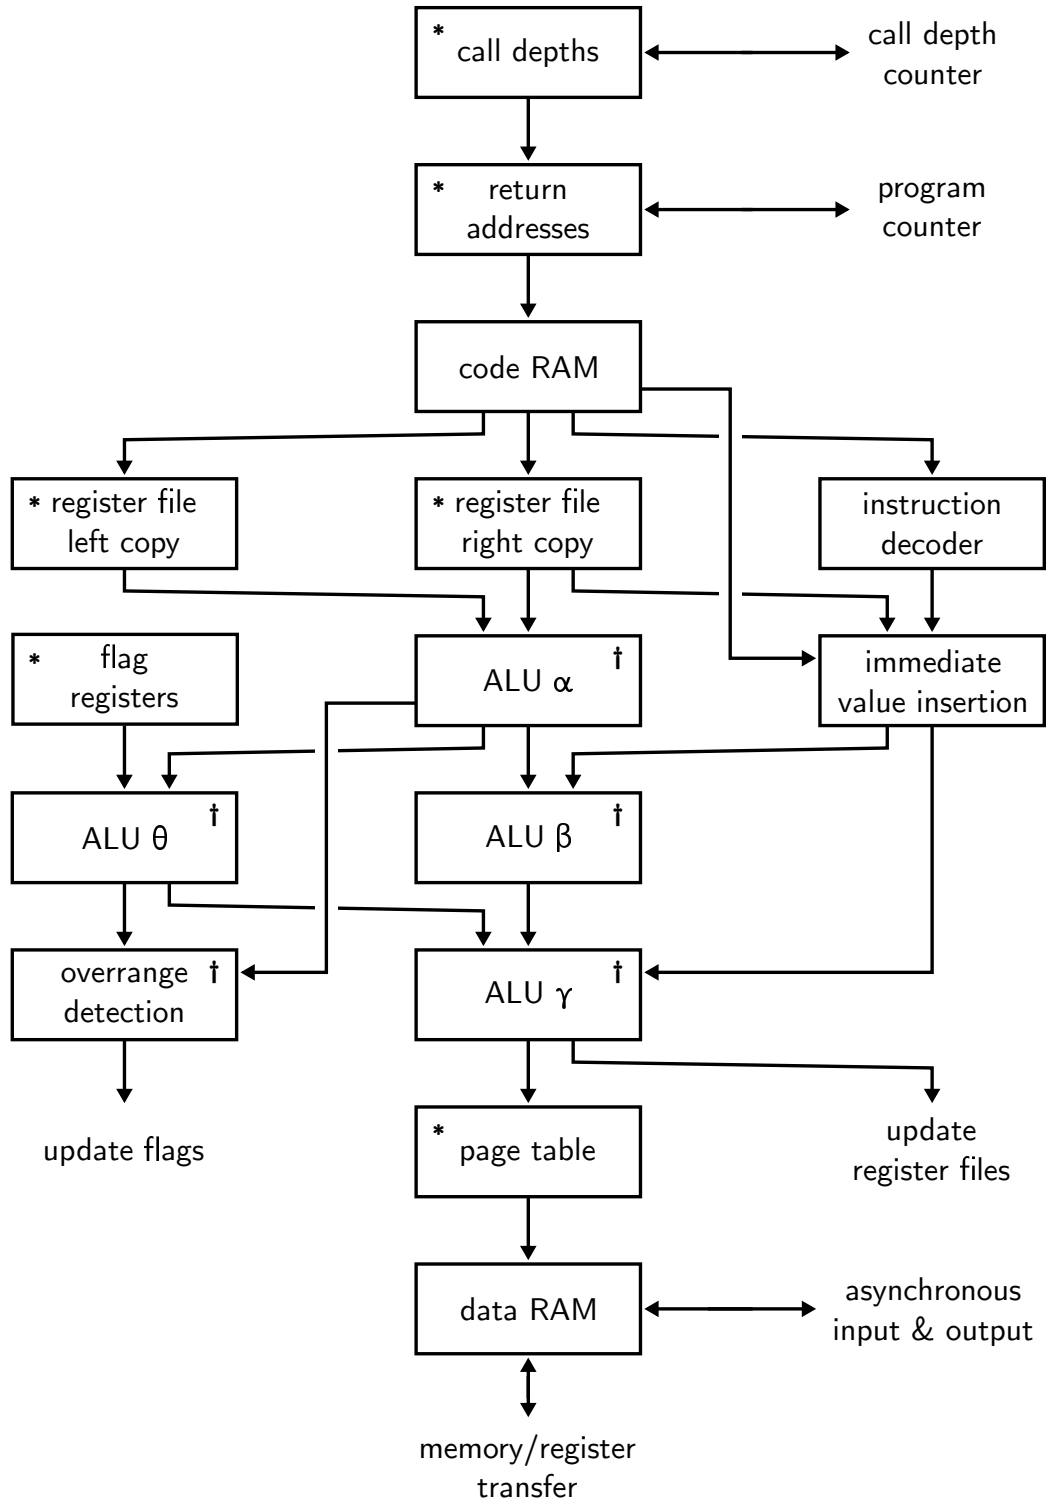 * call depths
call depth
counter
* return
addresses
program
counter
code RAM
* register file
left copy
* register file
right copy
instruction
decoder
* flag
registers
ALU α †
immediate
value insertion
ALU θ †
ALU β †
overrange †
detection
ALU γ †
update flags
* page table
update
register files
data RAM
asynchronous
input & output
memory/register
transfer